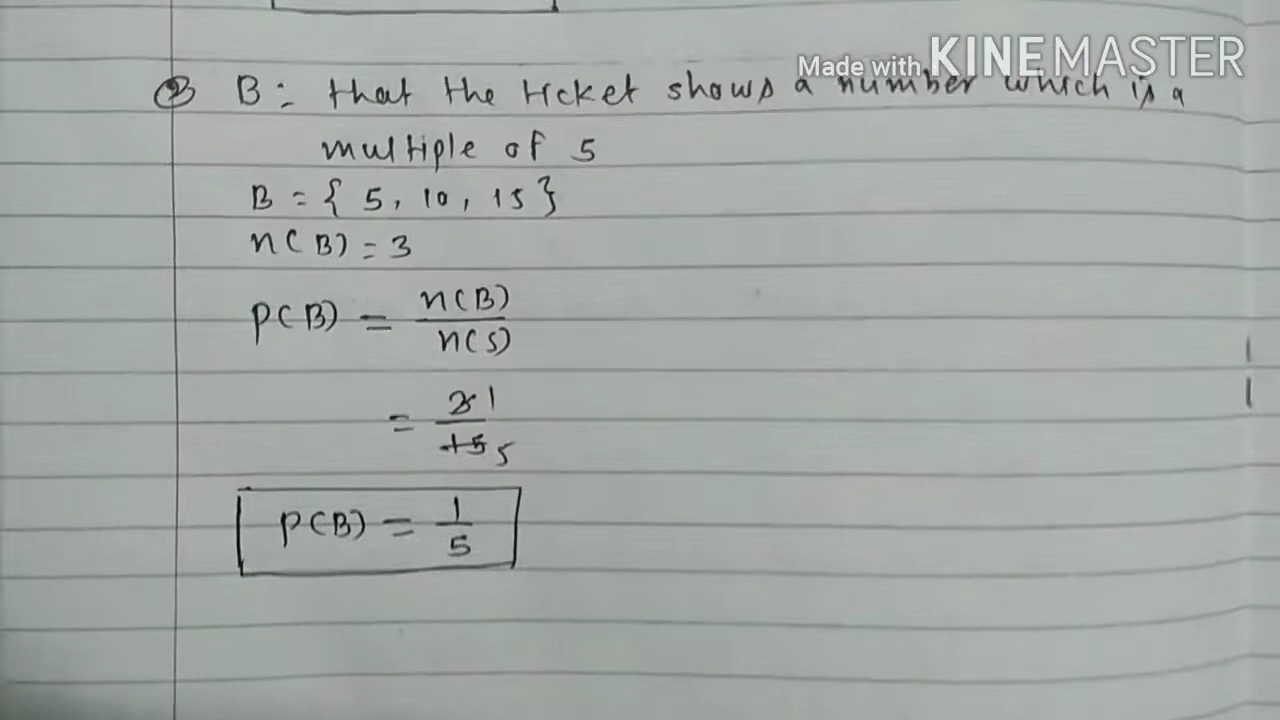 Made with KINEMASTER
② B: that the ticket shows a number which is a
multiple of 5
B = { 5, 10, 15 }
n(B) = 3
P(B) = n(B)/n(S)
= 3 1/15 5
P(B) = 1/5